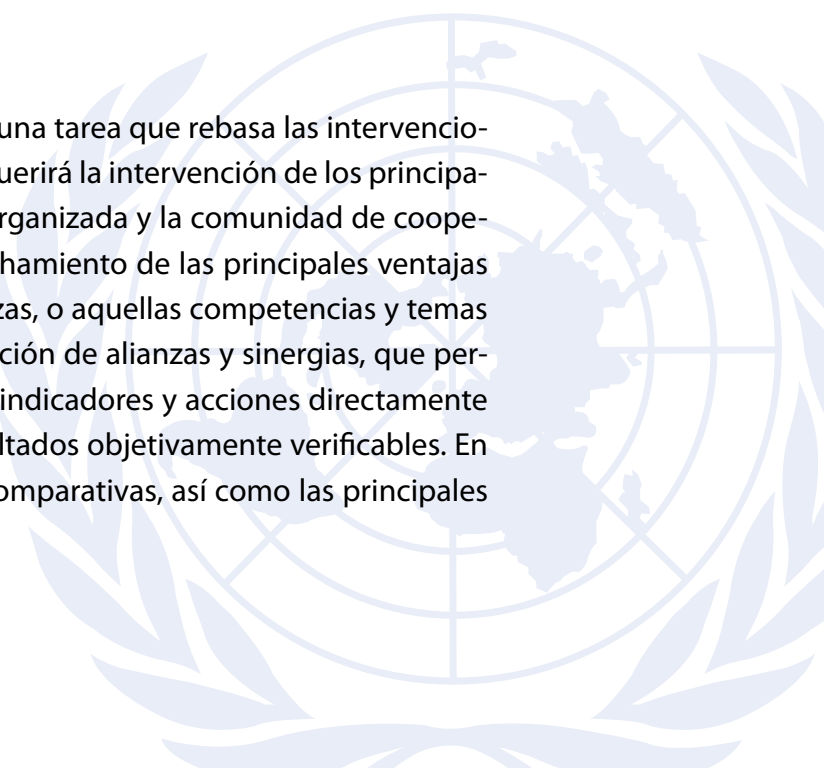 una tarea que rebasa las intervencio-
uerirá la intervención de los principa-
rganizada y la comunidad de coope-
hamiento de las principales ventajas
zas, o aquellas competencias y temas
ción de alianzas y sinergias, que per-
indicadores y acciones directamente
ltados objetivamente verificables. En
omparativas, así como las principales